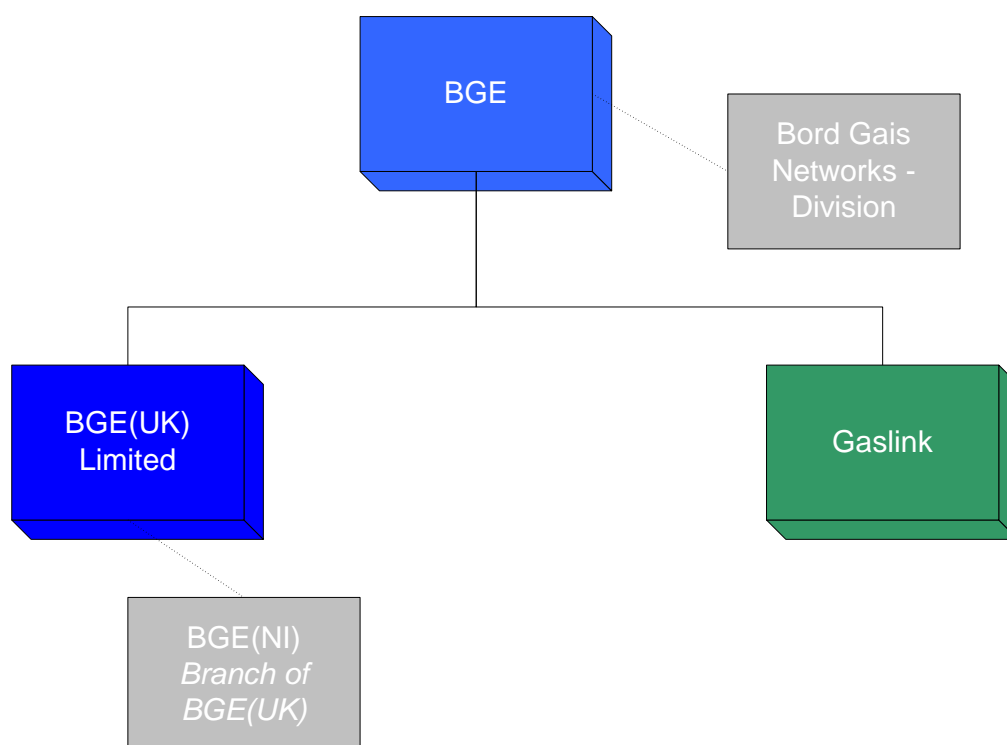 BGE
Bord Gais
Networks -
Division
BGE(UK)
Limited
Gaslink
BGE(NI)
Branch of
BGE(UK)